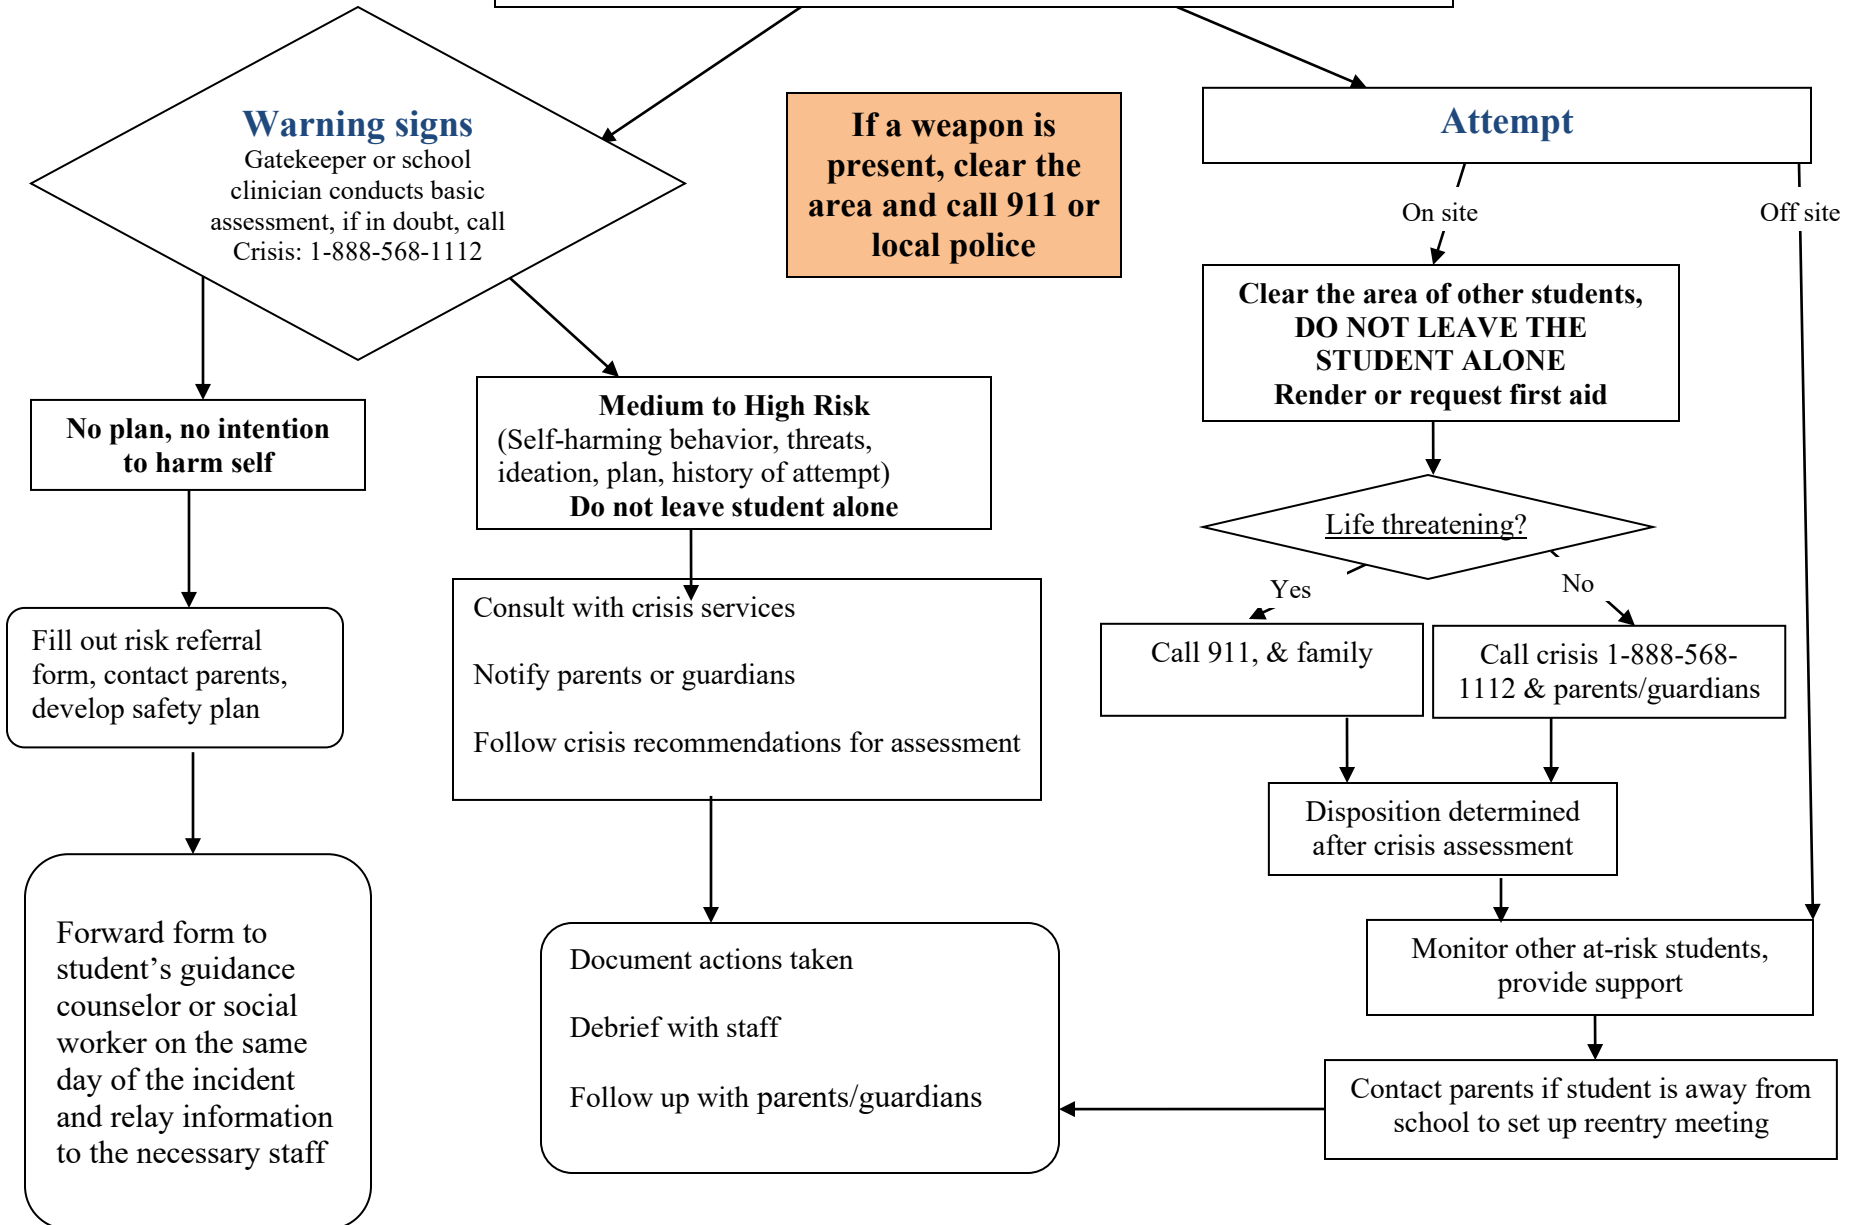 Warning signs
Gatekeeper or school
clinician conducts basic
assessment, if in doubt, call
Crisis: 1-888-568-1112
If a weapon is
present, clear the
area and call 911 or
local police
Attempt
On site
Off site
Clear the area of other students,
DO NOT LEAVE THE
STUDENT ALONE
Render or request first aid
No plan, no intention
to harm self
Medium to High Risk
(Self-harming behavior, threats,
ideation, plan, history of attempt)
Do not leave student alone
Life threatening?
Yes
No
Fill out risk referral
form, contact parents,
develop safety plan
Consult with crisis services
Notify parents or guardians
Follow crisis recommendations for assessment
Call 911, & family
Call crisis 1-888-568-
1112 & parents/guardians
Disposition determined
after crisis assessment
Forward form to
student’s guidance
counselor or social
worker on the same
day of the incident
and relay information
to the necessary staff
Document actions taken
Debrief with staff
Follow up with parents/guardians
Monitor other at-risk students,
provide support
Contact parents if student is away from
school to set up reentry meeting